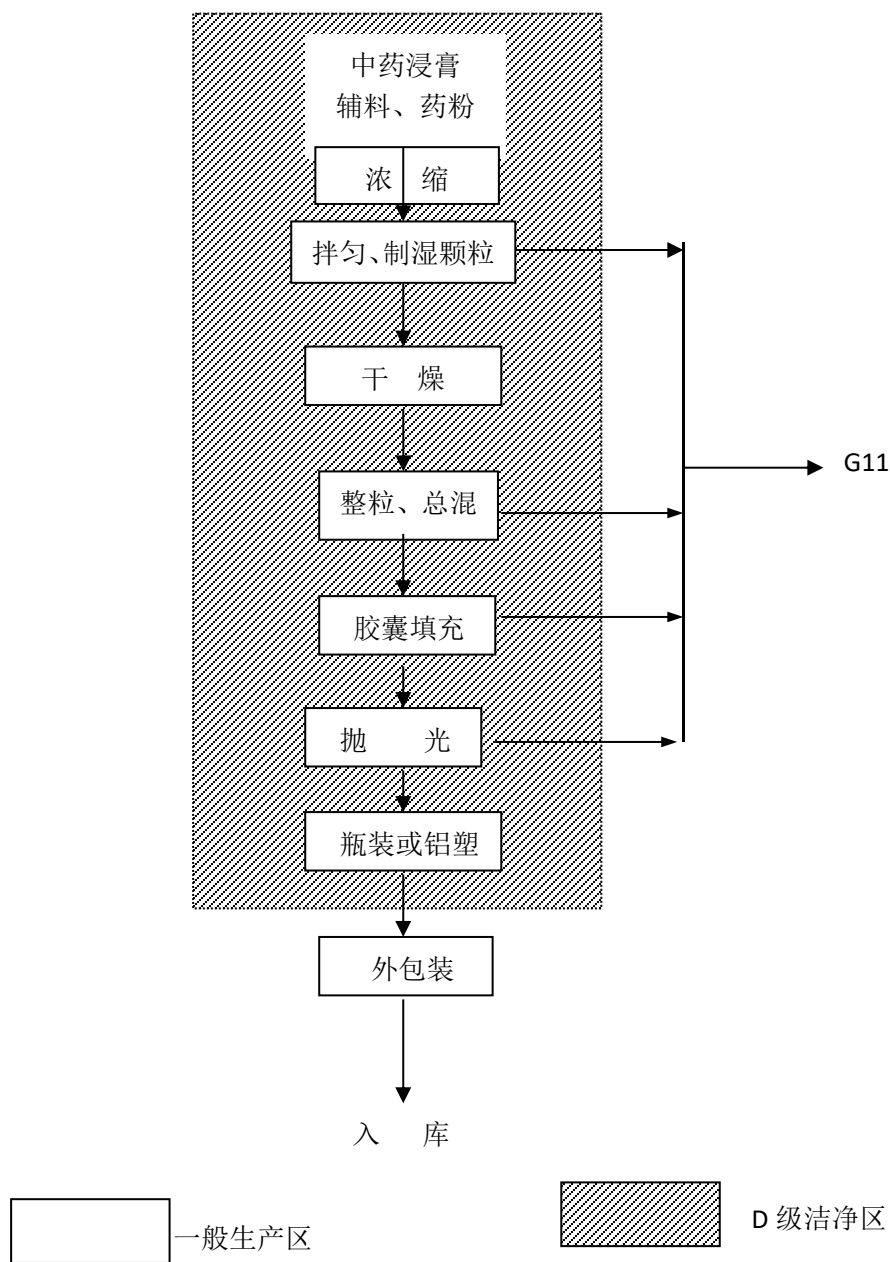 中药浸膏
辅料、药粉
浓 缩
拌匀、制湿颗粒
干 燥
整粒、总混
G11
胶囊填充
抛 光
瓶装或铝塑
外包装
入 库
一般生产区
D 级洁净区